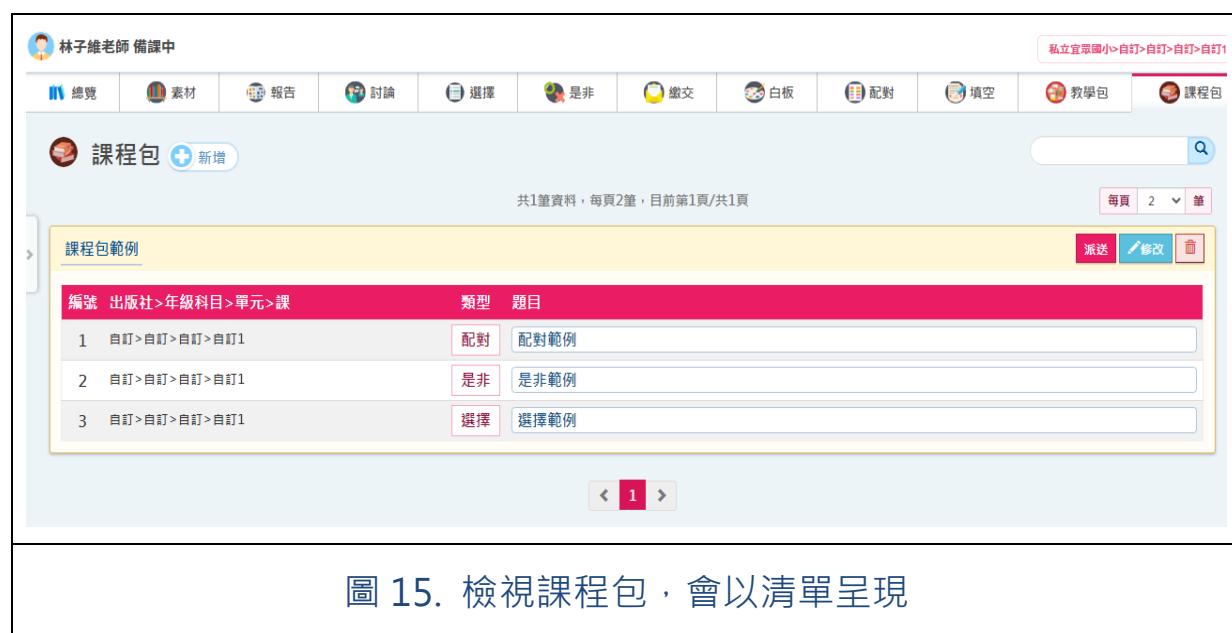 林子維老師 備課中
私立宜眾國小>自訂>自訂>自訂>自訂1
總覽 素材 報告 討論 選擇 是非 繳交 白板 配對 填空 教學包 課程包
課程包 新增
共1筆資料，每頁2筆，目前第1頁/共1頁
每頁 2 筆
課程包範例
派送 修改
編號 出版社>年級科目>單元>課 類型 題目
1 自訂>自訂>自訂>自訂1 配對 配對範例
2 自訂>自訂>自訂>自訂1 是非 是非範例
3 自訂>自訂>自訂>自訂1 選擇 選擇範例
1
圖 15. 檢視課程包，會以清單呈現